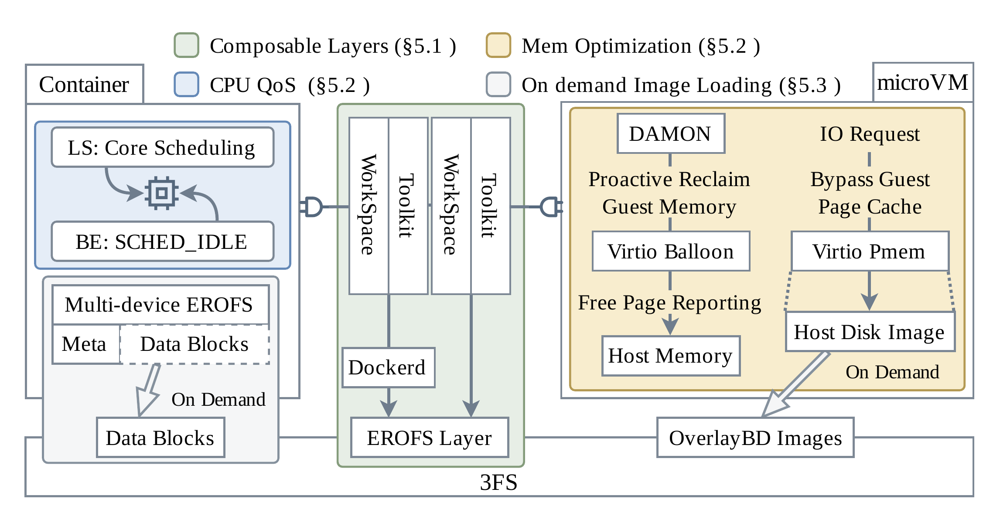 Composable Layers (§5.1 )
Mem Optimization (§5.2 )
CPU QoS (§5.2 )
On demand Image Loading (§5.3 )
Container
LS: Core Scheduling
BE: SCHED_IDLE
Multi-device EROFS
Meta
Data Blocks
On Demand
Data Blocks
WorkSpace
Toolkit
WorkSpace
Toolkit
Dockerd
EROFS Layer
microVM
DAMON
Proactive Reclaim
Guest Memory
Virtio Balloon
Free Page Reporting
Host Memory
IO Request
Bypass Guest
Page Cache
Virtio Pmem
Host Disk Image
On Demand
OverlayBD Images
3FS